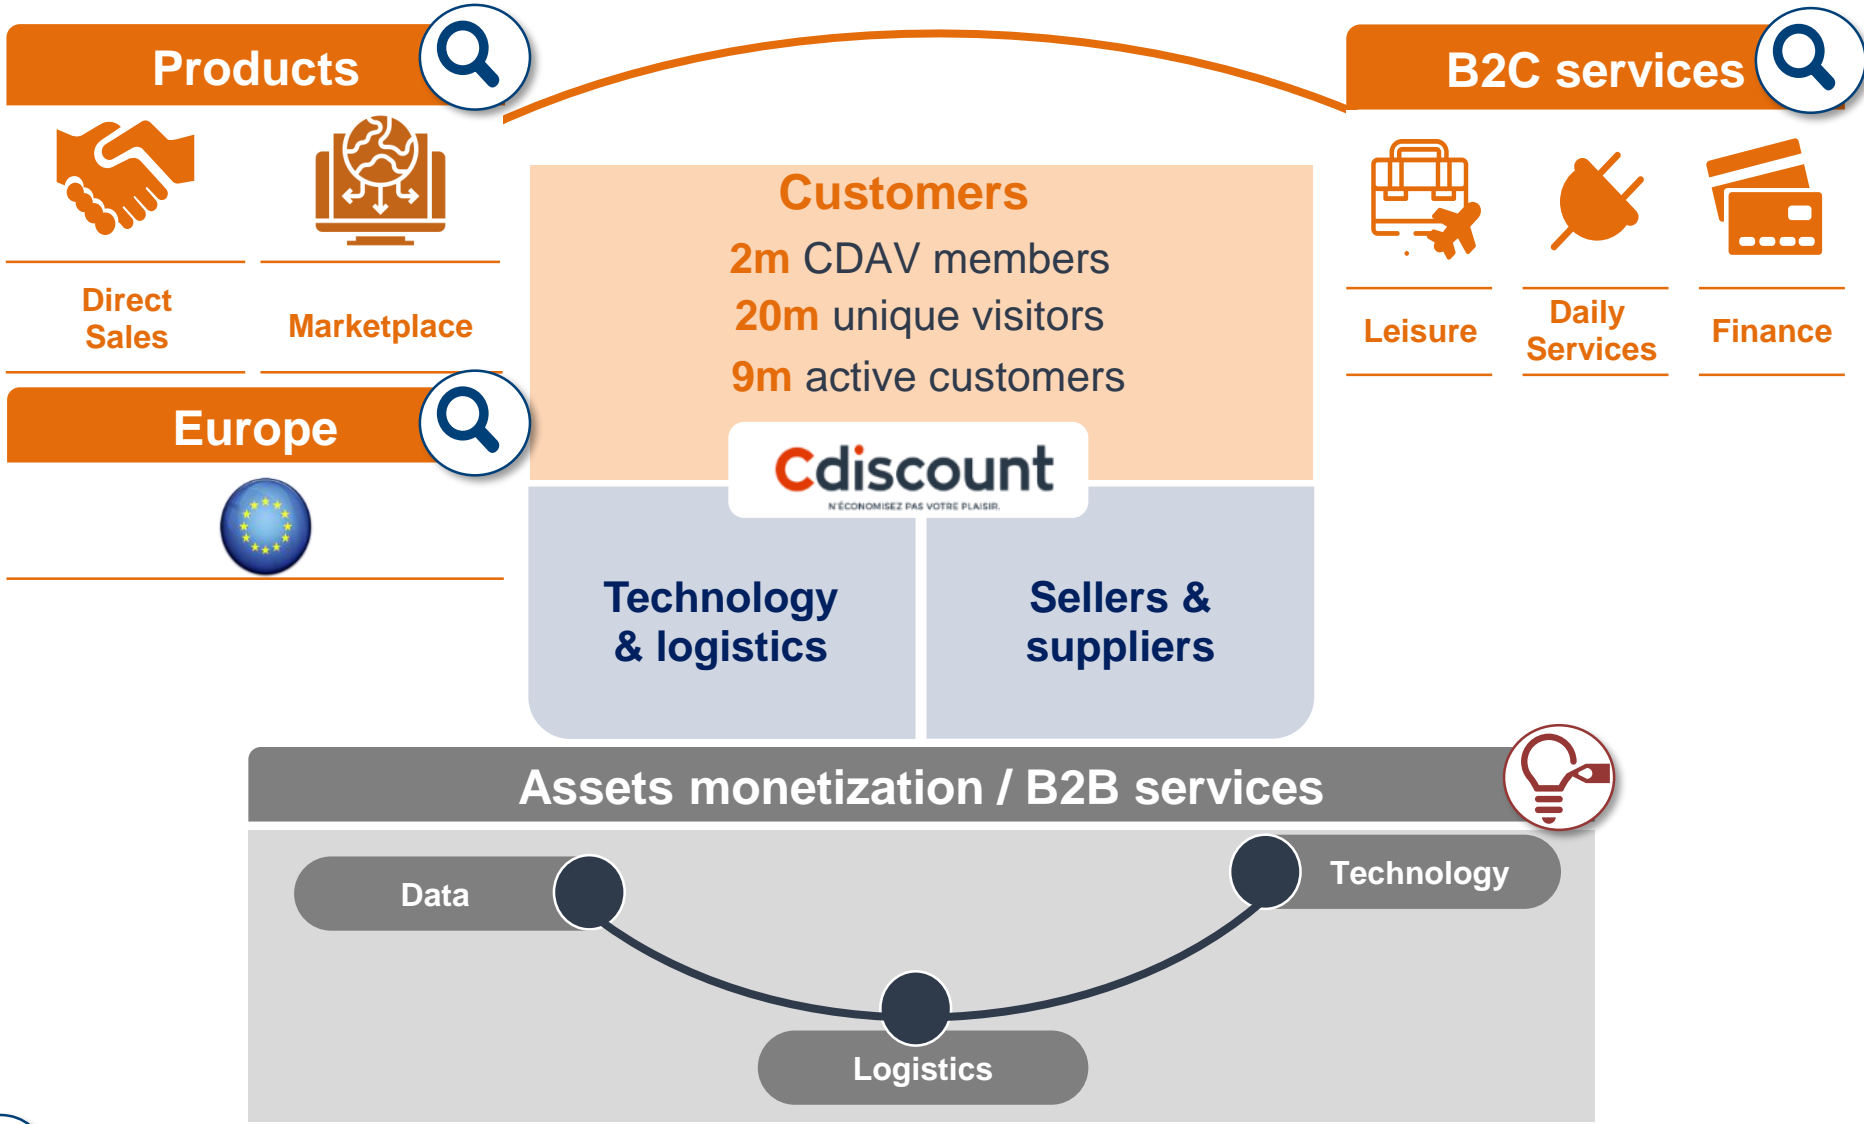 Products
Direct
Sales
Marketplace
Europe
Customers
2m CDAV members
20m unique visitors
9m active customers
Cdiscount
N'ÉCONOMISEZ PAS VOTRE PLAISIR.
Technology
& logistics
Sellers &
suppliers
B2C services
Leisure
Daily
Services
Finance
Assets monetization / B2B services
Data
Technology
Logistics